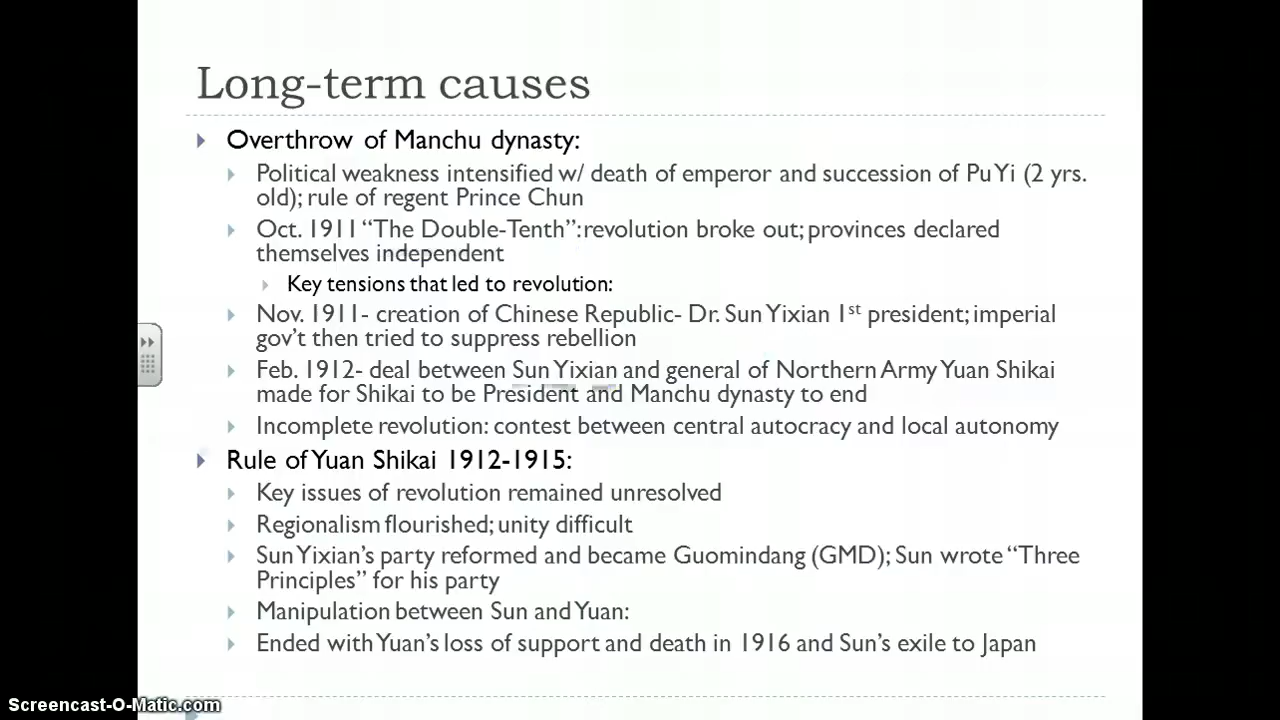 Long-term causes
Overthrow of Manchu dynasty:
Political weakness intensified w/ death of emperor and succession of Pu Yi (2 yrs.
old); rule of regent Prince Chun
Oct. 1911 “The Double-Tenth”: revolution broke out; provinces declared
themselves independent
Key tensions that led to revolution:
Nov. 1911- creation of Chinese Republic- Dr. Sun Yixian 1st president; imperial
gov’t then tried to suppress rebellion
Feb. 1912- deal between Sun Yixian and general of Northern Army Yuan Shikai
made for Shikai to be President and Manchu dynasty to end
Incomplete revolution: contest between central autocracy and local autonomy
Rule of Yuan Shikai 1912-1915:
Key issues of revolution remained unresolved
Regionalism flourished; unity difficult
Sun Yixian’s party reformed and became Guomindang (GMD); Sun wrote “Three
Principles” for his party
Manipulation between Sun and Yuan:
Ended with Yuan’s loss of support and death in 1916 and Sun’s exile to Japan
Screencast-O-Matic.com